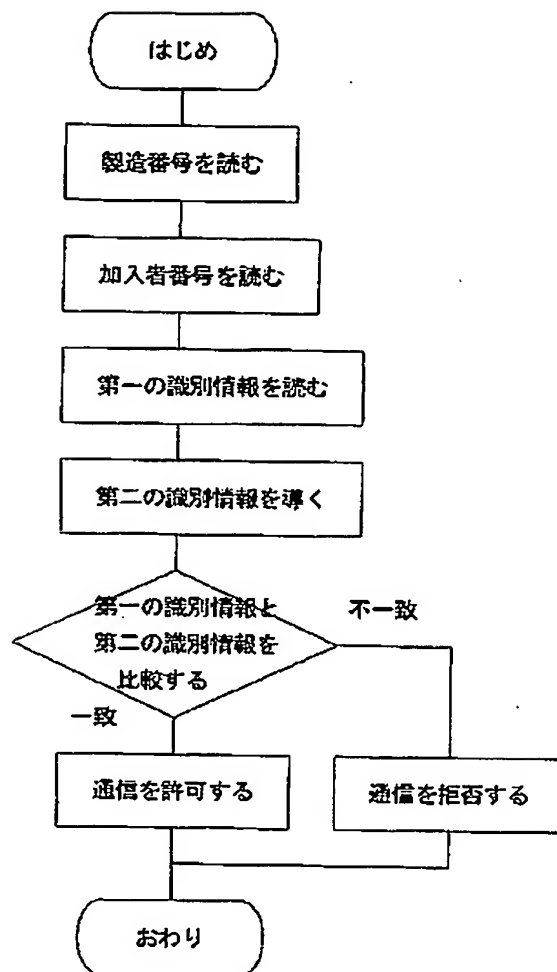 はじめ
製造番号を読む
加入者番号を読む
第一の識別情報を読む
第二の識別情報を導く
第一の識別情報と
第二の識別情報を
比較する
不一致
一致
通信を許可する
通信を拒否する
おわり